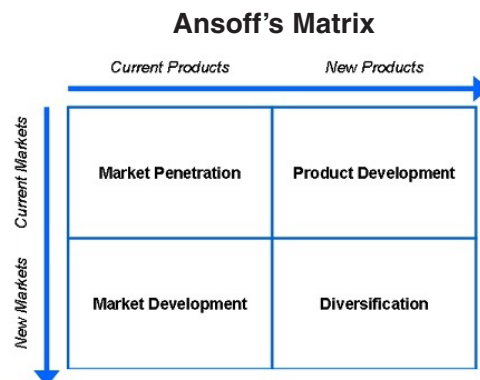 Ansoff’s Matrix
Current Products
New Products
Current Markets
Market Penetration
Product Development
New Markets
Market Development
Diversification